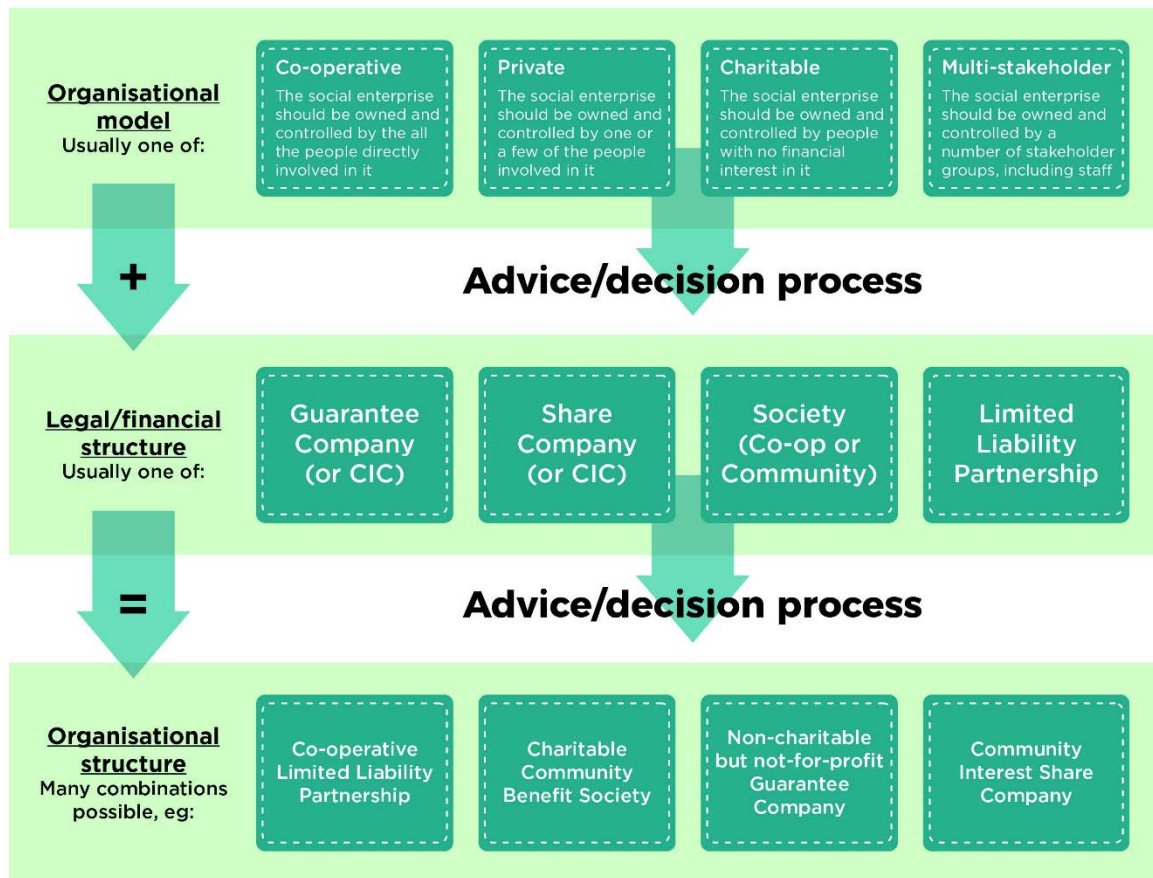 Organisational
model
Usually one of:
Co-operative
The social enterprise
should be owned and
controlled by the all
the people directly
involved in it
Private
The social enterprise
should be owned and
controlled by one or
a few of the people
involved in it
Charitable
The social enterprise
should be owned and
controlled by people
with no financial
interest in it
Multi-stakeholder
The social enterprise
should be owned and
controlled by a
number of stakeholder
groups, including staff
+
Advice/decision process
Legal/financial
structure
Usually one of:
Guarantee
Company
(or CIC)
Share
Company
(or CIC)
Society
(Co-op or
Community)
Limited
Liability
Partnership
=
Advice/decision process
Organisational
structure
Many combinations
possible, eg:
Co-operative
Limited Liability
Partnership
Charitable
Community
Benefit Society
Non-charitable
but not-for-profit
Guarantee
Company
Community
Interest Share
Company